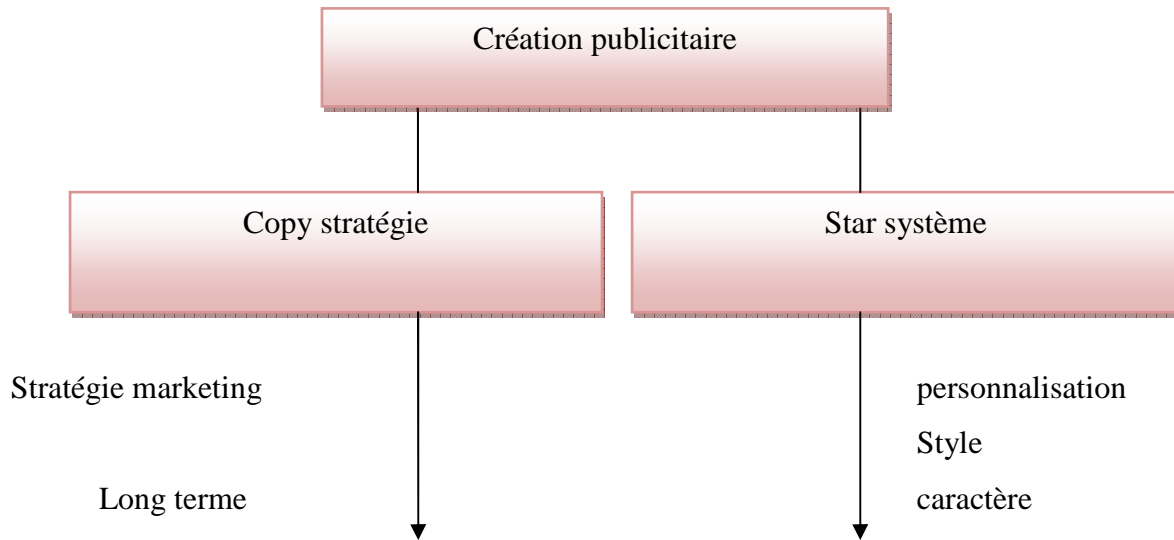 Création publicitaire
Copy stratégie
Star système
Stratégie marketing
personnalisation
Style
Long terme
caractère